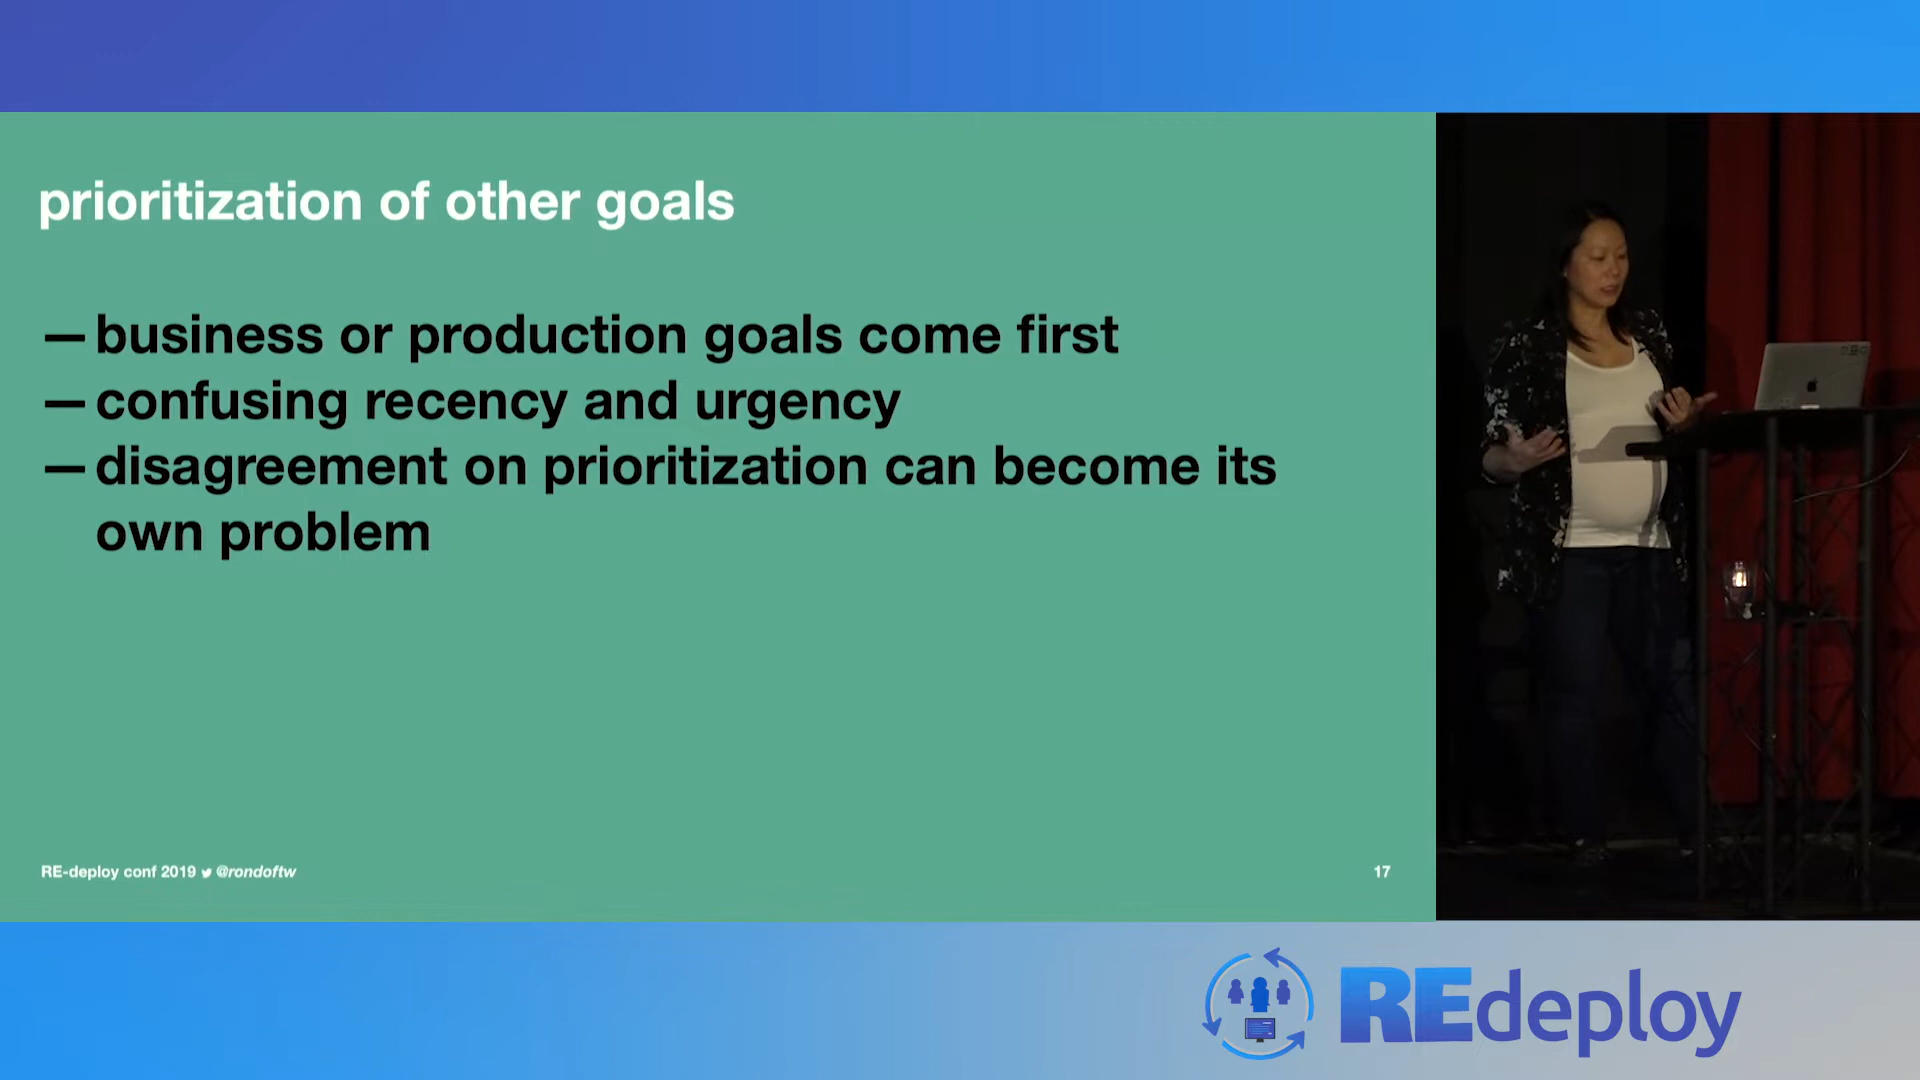 prioritization of other goals
— business or production goals come first
— confusing recency and urgency
— disagreement on prioritization can become its
own problem
RE-deploy conf 2019 @rondoftw
17
REdeploy